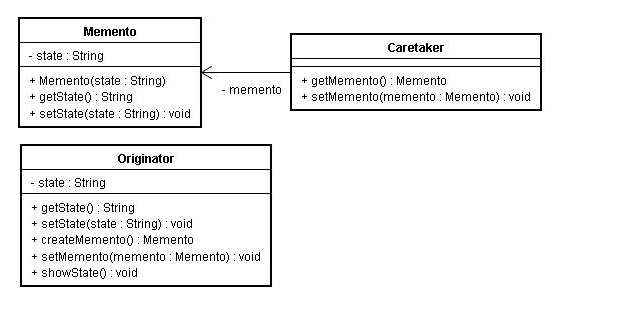 Memento
- state : String
+ Memento(state : String)
+ getState() : String
+ setState(state : String) : void
- memento
Caretaker
+ getMemento() : Memento
+ setMemento(memento : Memento) : void
Originator
- state : String
+ getState() : String
+ setState(state : String) : void
+ createMemento() : Memento
+ setMemento(memento : Memento) : void
+ showState() : void